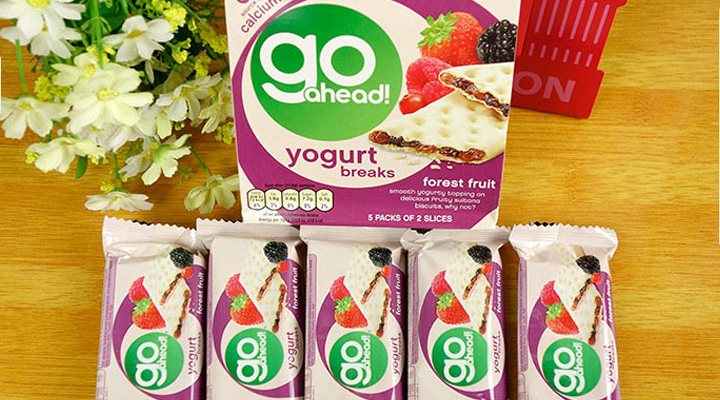 calcium
go
ahead!
yogurt
breaks
forest fruit
smooth yogurty topping on
delicious fruity sultana
biscuits, why not?
5 PACKS OF 2 SLICES
ON
go
ahead!
yogurt
breaks
forest fruit
go
ahead!
yogurt
breaks
forest fruit
go
ahead!
yogurt
breaks
forest fruit
go
ahead!
yogurt
breaks
forest fruit
go
ahead!
yogurt
breaks
forest fruit